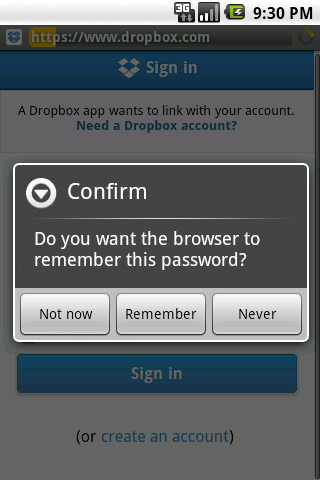 3G 9:30 PM
https://www.dropbox.com
Sign in
A Dropbox app wants to link with your account.
Need a Dropbox account?
Confirm
Do you want the browser to
remember this password?
Not now Remember Never
Sign in
(or create an account)